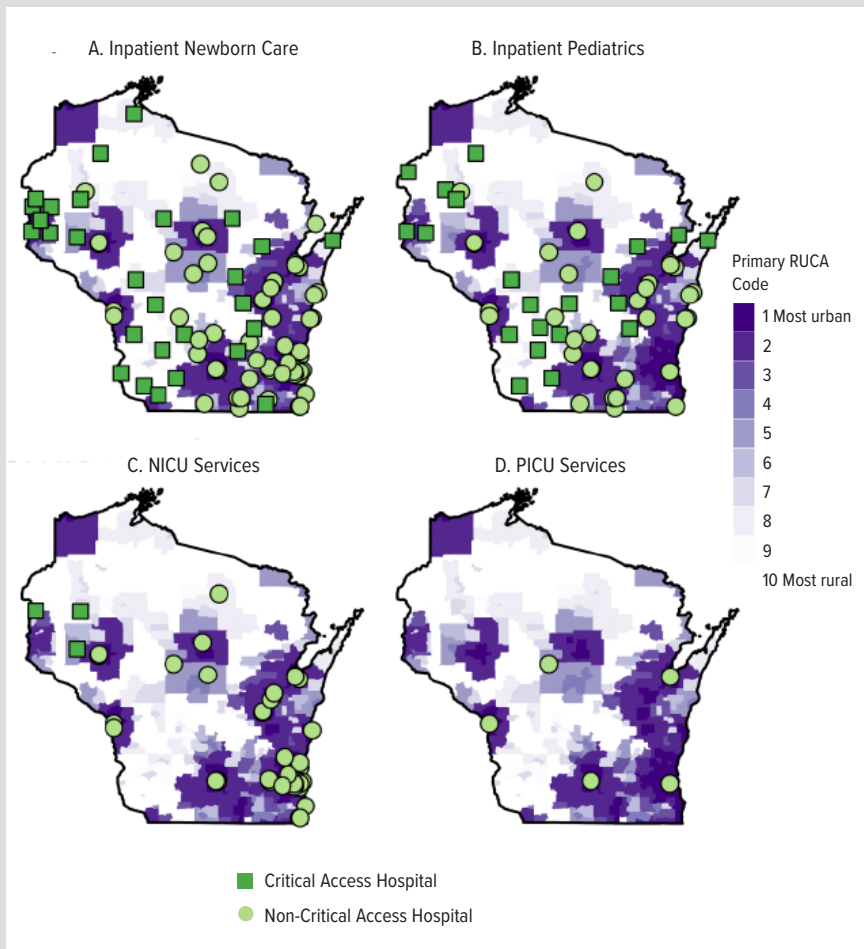 A. Inpatient Newborn Care
B. Inpatient Pediatrics
Primary RUCA
Code
1 Most urban
2
3
4
5
6
7
8
9
10 Most rural
C. NICU Services
D. PICU Services
Critical Access Hospital
Non-Critical Access Hospital